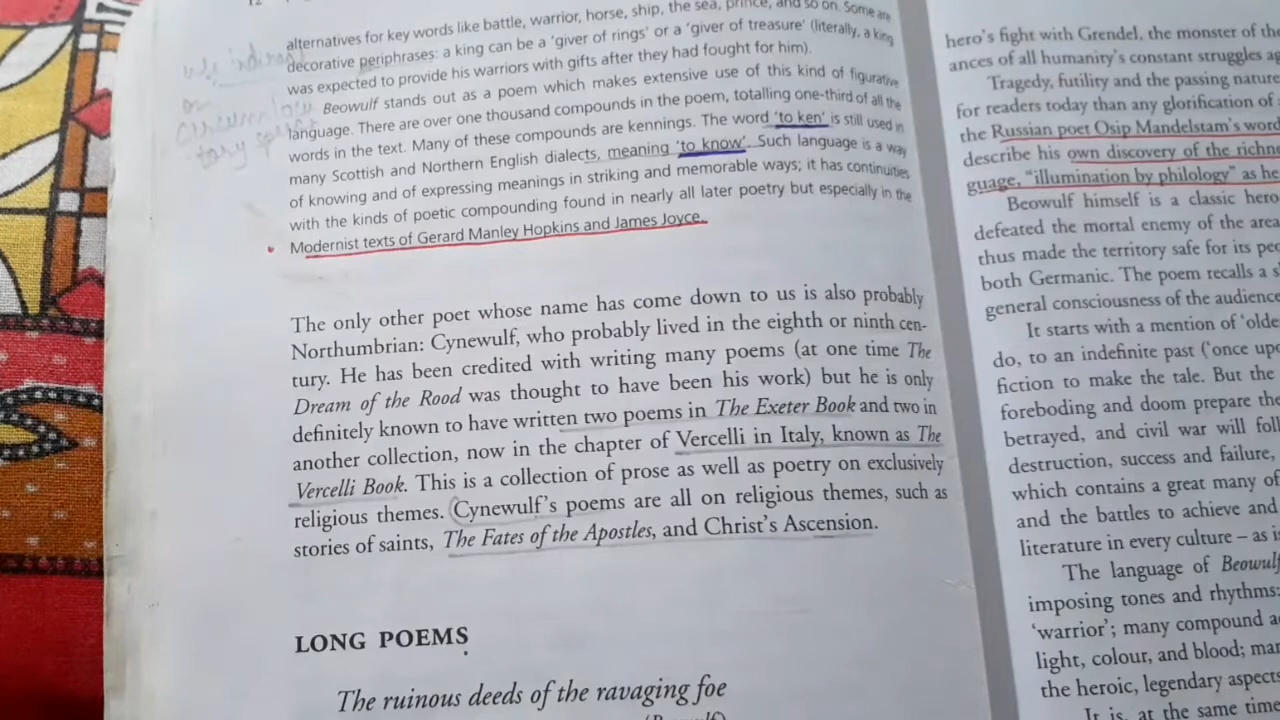 12
alternatives for key words like battle, warrior, horse, ship, the sea, prince, and so on. Some are
decorative periphrases: a king can be a ‘giver of rings’ or a ‘giver of treasure’ (literally, a king
was expected to provide his warriors with gifts after they had fought for him).
Beowulf stands out as a poem which makes extensive use of this kind of figurative
language. There are over one thousand compounds in the poem, totalling one-third of all the
words in the text. Many of these compounds are kennings. The word ‘to ken’ is still used in
many Scottish and Northern English dialects, meaning ‘to know’. Such language is a way
of knowing and of expressing meanings in striking and memorable ways; it has continuities
with the kinds of poetic compounding found in nearly all later poetry but especially in the
Modernist texts of Gerard Manley Hopkins and James Joyce.
The only other poet whose name has come down to us is also probably
Northumbrian: Cynewulf, who probably lived in the eighth or ninth cen-
tury. He has been credited with writing many poems (at one time The
Dream of the Rood was thought to have been his work) but he is only
definitely known to have written two poems in The Exeter Book and two in
another collection, now in the chapter of Vercelli in Italy, known as The
Vercelli Book. This is a collection of prose as well as poetry on exclusively
religious themes. Cynewulf’s poems are all on religious themes, such as
stories of saints, The Fates of the Apostles, and Christ’s Ascension.
LONG POEMS
The ruinous deeds of the ravaging foe
(Beowulf)
hero’s fight with Grendel, the monster of the
ances of all humanity’s constant struggles
Tragedy, futility and the passing nature
for readers today than any glorification of
the Russian poet Osip Mandelstam’s word
describe his own discovery of the
guage, “illumination by philology” as he
Beowulf himself is a classic hero
defeated the mortal enemy of the area
thus made the territory safe for its
both Germanic. The poem recalls a
general consciousness of the audience
It starts with a mention of
do, to an indefinite past (‘once
fiction to make the tale. But the
foreboding and doom prepare the
betrayed, and civil war will
destruction, success and failure,
which contains a great many of
and the battles to achieve and
literature in every culture – as
The language of Beowulf
imposing tones and rhythms:
‘warrior’; many compound
light, colour, and blood;
the heroic, legendary aspects
It is, at the same time